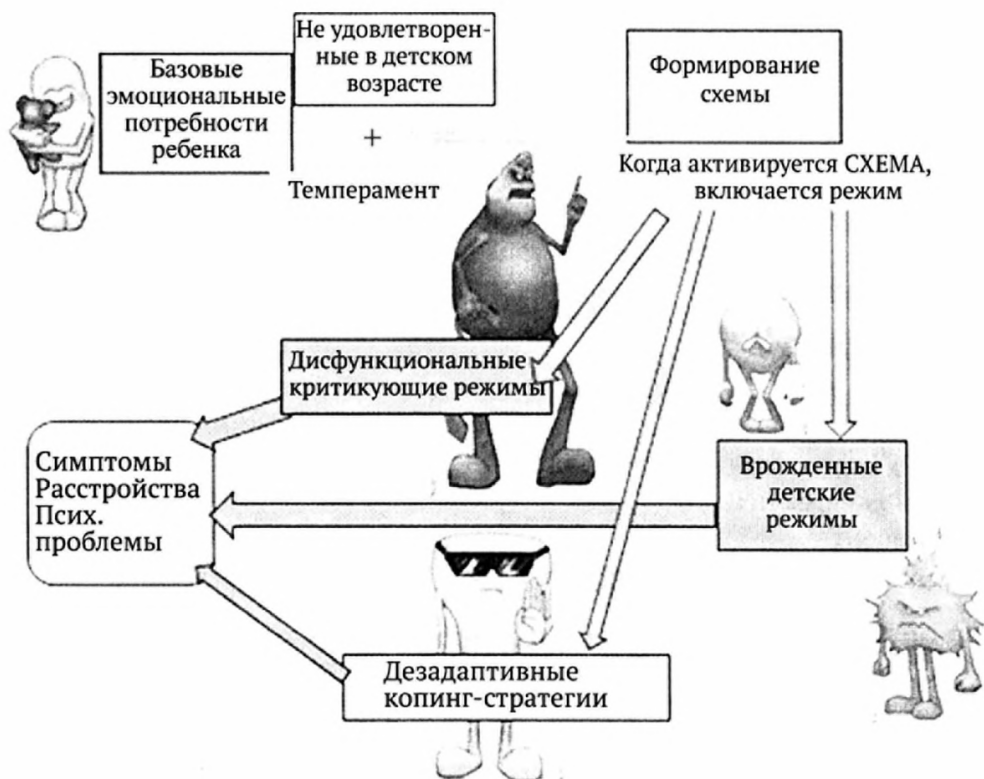 Базовые
эмоциональные
потребности
ребенка
Не удовлетворен-
ные в детском
возрасте
+
Темперамент
Формирование
схемы
Когда активируется СХЕМА,
включается режим
Дисфункциональные
критикующие режимы
Врожденные
детские
режимы
Симптомы
Расстройства
Псих.
проблемы
Дезадаптивные
копинг-стратегии